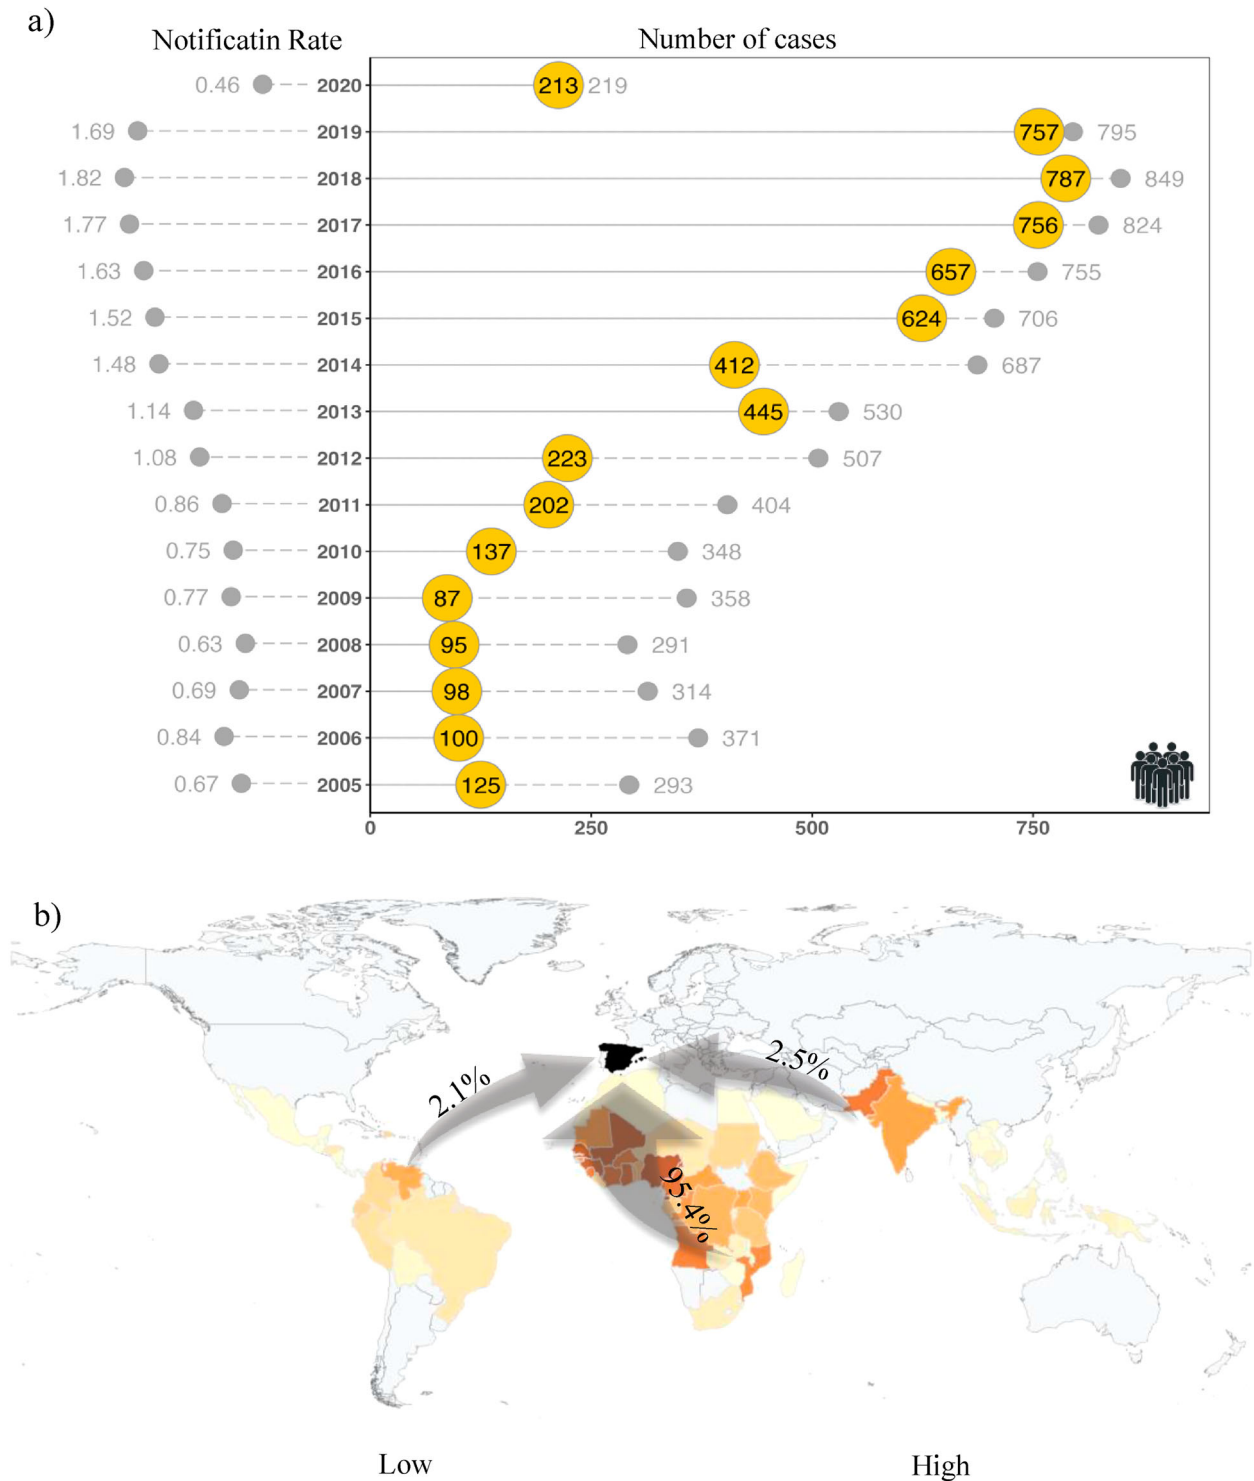 a)
Notificatin Rate Number of cases
0.46 2020 213 219
1.69 2019 757 795
1.82 2018 787 849
1.77 2017 756 824
1.63 2016 657 755
1.52 2015 624 706
1.48 2014 412 687
1.14 2013 445 530
1.08 2012 223 507
0.86 2011 202 404
0.75 2010 137 348
0.77 2009 87 358
0.63 2008 95 291
0.69 2007 98 314
0.84 2006 100 371
0.67 2005 125 293
0 250 500 750
b)
2.1% 2.5%
95.4%
Low High